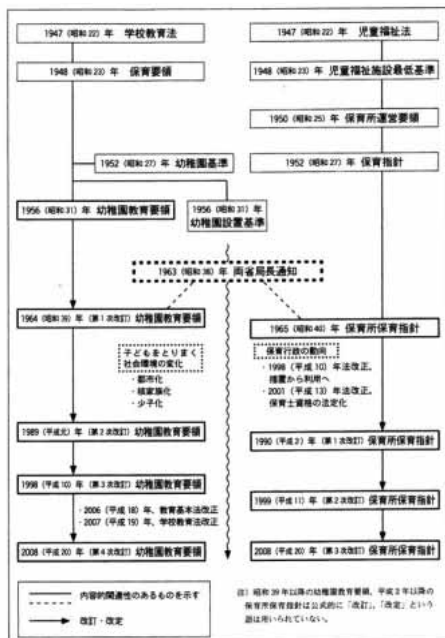 1947 (昭和22) 年 学校教育法
1948 (昭和23) 年 保育要領
1952 (昭和27) 年 幼稚園基準
1956 (昭和31) 年 幼稚園教育要領
1956 (昭和31) 年
幼稚園設置基準
1947 (昭和22) 年 児童福祉法
1948 (昭和23) 年 児童福祉施設最低基準
1950 (昭和25) 年 保育所運営要領
1952 (昭和27) 年 保育指針
1963 (昭和38) 年 両省局長通知
1964 (昭和39) 年 (第1次改訂) 幼稚園教育要領
子どもをとりまく
社会環境の変化
・都市化
・核家族化
・少子化
1989 (平成元) 年 (第2次改訂) 幼稚園教育要領
1998 (平成10) 年 (第3次改訂) 幼稚園教育要領
・2006 (平成18) 年、教育基本法改正
・2007 (平成19) 年、学校教育法改正
2008 (平成20) 年 (第4次改訂) 幼稚園教育要領
1965 (昭和40) 年 保育所保育指針
保育行政の動向
・1998 (平成10) 年法改正、
措置から利用へ
・2001 (平成13) 年法改正、
保育士資格の法定化
1990 (平成2) 年 (第1次改訂) 保育所保育指針
1999 (平成11) 年 (第2次改訂) 保育所保育指針
2008 (平成20) 年 (第3次改訂) 保育所保育指針
内容的関連性のあるものを示す
改訂・改定
注) 昭和39年以降の幼稚園教育要領、平成2年以降の
保育所保育指針は公式的に「改訂」、「改定」という
語は用いられていない。